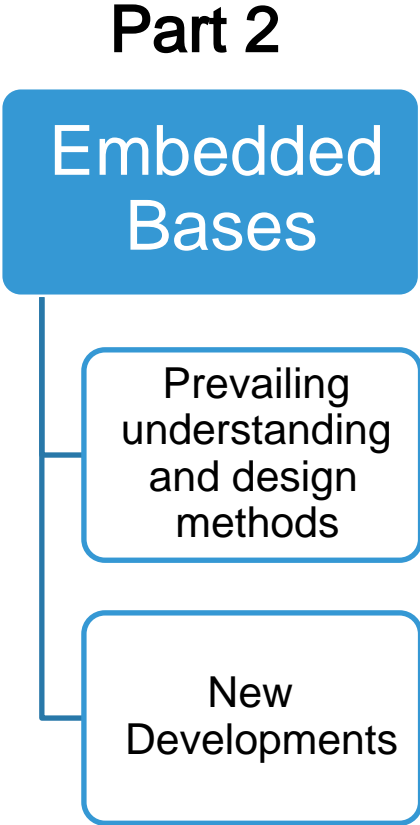 Part 2
Embedded
Bases
Prevailing
understanding
and design
methods
New
Developments